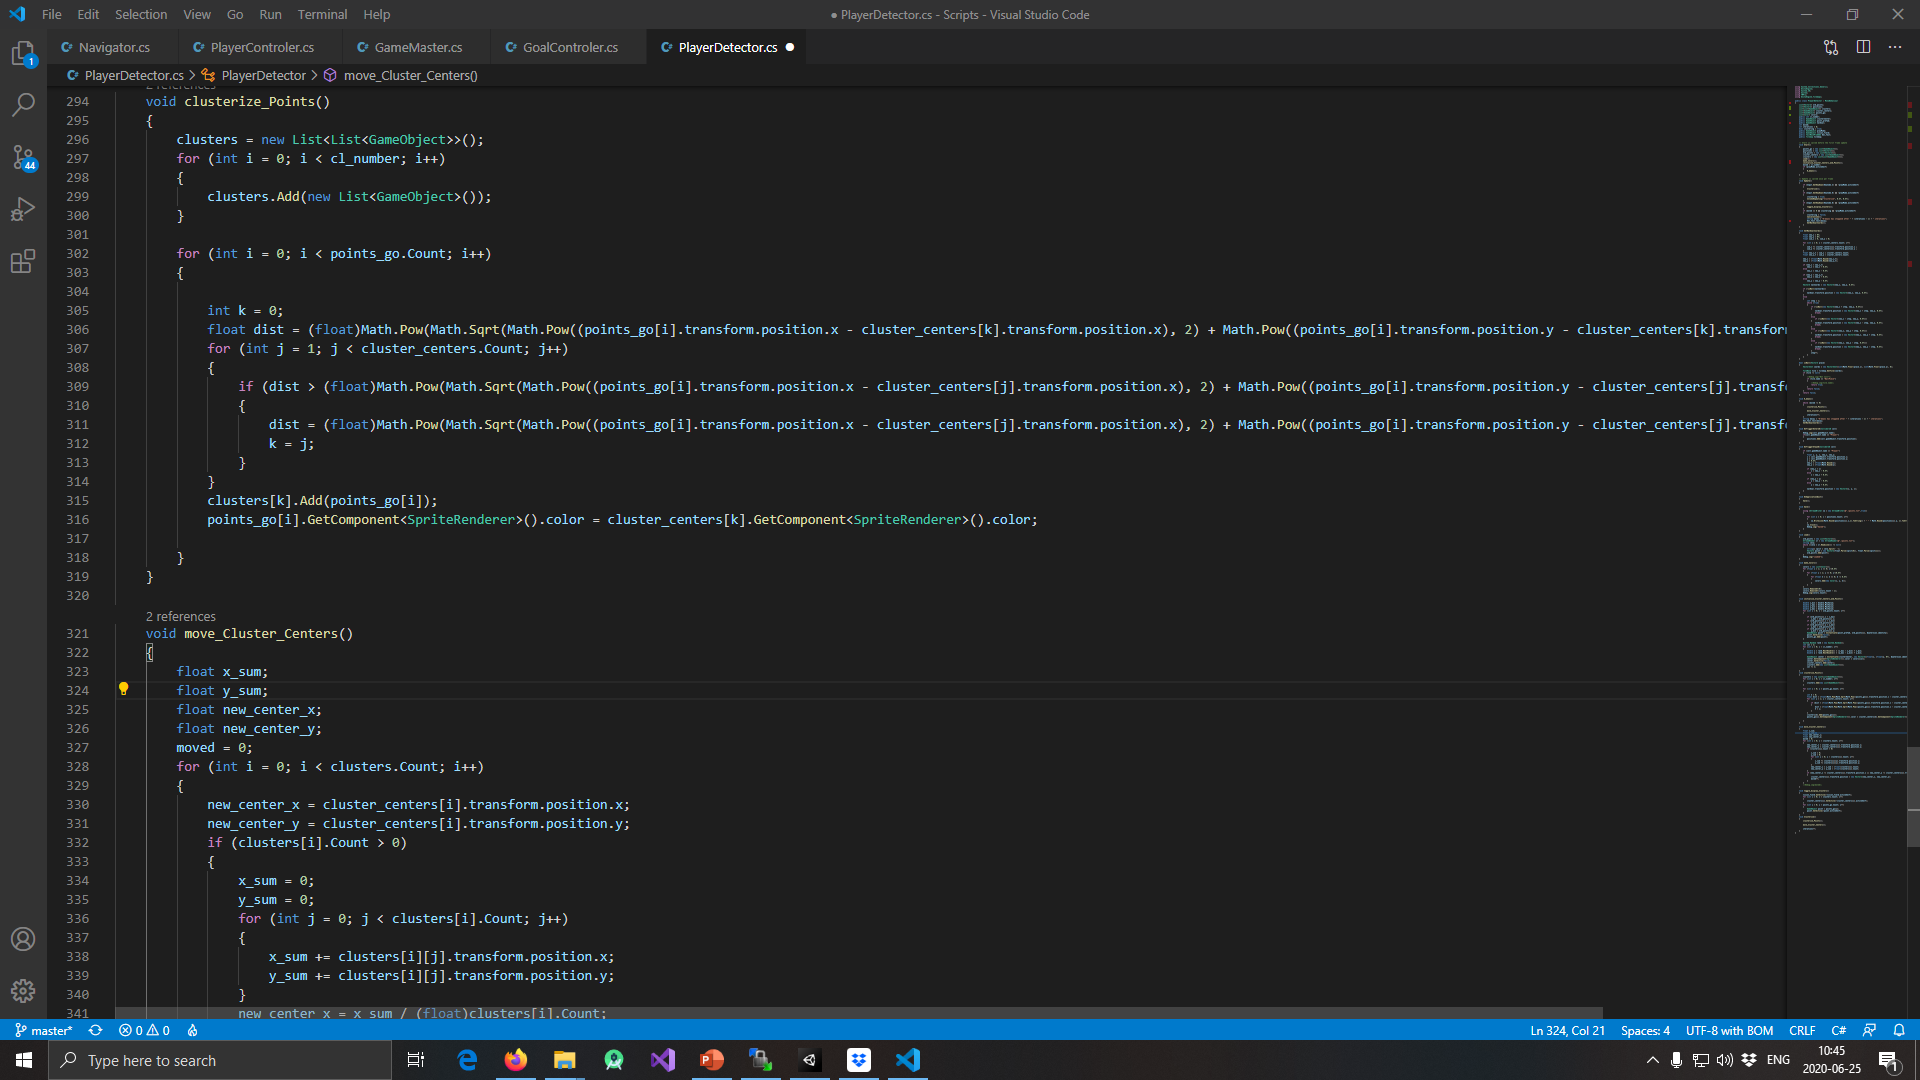 File Edit Selection View Go Run Terminal Help
● PlayerDetector.cs - Scripts - Visual Studio Code
Navigator.cs PlayerControler.cs GameMaster.cs GoalControler.cs PlayerDetector.cs
PlayerDetector.cs > PlayerDetector > move_Cluster_Centers()
2 references
294 void clusterize_Points()
295 {
296 clusters = new List<List<GameObject>>();
297 for (int i = 0; i < cl_number; i++)
298 {
299 clusters.Add(new List<GameObject>());
300 }
301
302 for (int i = 0; i < points_go.Count; i++)
303 {
304
305 int k = 0;
306 float dist = (float)Math.Pow(Math.Sqrt(Math.Pow((points_go[i].transform.position.x - cluster_centers[k].transform.position.x), 2) + Math.Pow((points_go[i].transform.position.y - cluster_centers[k].transfor
307 for (int j = 1; j < cluster_centers.Count; j++)
308 {
309 if (dist > (float)Math.Pow(Math.Sqrt(Math.Pow((points_go[i].transform.position.x - cluster_centers[j].transform.position.x), 2) + Math.Pow((points_go[i].transform.position.y - cluster_centers[j].transf
310 {
311 dist = (float)Math.Pow(Math.Sqrt(Math.Pow((points_go[i].transform.position.x - cluster_centers[j].transform.position.x), 2) + Math.Pow((points_go[i].transform.position.y - cluster_centers[j].transf
312 k = j;
313 }
314 }
315 clusters[k].Add(points_go[i]);
316 points_go[i].GetComponent<SpriteRenderer>().color = cluster_centers[k].GetComponent<SpriteRenderer>().color;
317
318 }
319 }
320
2 references
321 void move_Cluster_Centers()
322 {
323 float x_sum;
324 float y_sum;
325 float new_center_x;
326 float new_center_y;
327 moved = 0;
328 for (int i = 0; i < clusters.Count; i++)
329 {
330 new_center_x = cluster_centers[i].transform.position.x;
331 new_center_y = cluster_centers[i].transform.position.y;
332 if (clusters[i].Count > 0)
333 {
334 x_sum = 0;
335 y_sum = 0;
336 for (int j = 0; j < clusters[i].Count; j++)
337 {
338 x_sum += clusters[i][j].transform.position.x;
339 y_sum += clusters[i][j].transform.position.y;
340 }
341 new_center_x = x_sum / (float)clusters[i].Count;
1
44
master* 0 0 Ln 324, Col 21 Spaces: 4 UTF-8 with BOM CRLF C#
Type here to search
ENG 10:45
2020-06-25
1